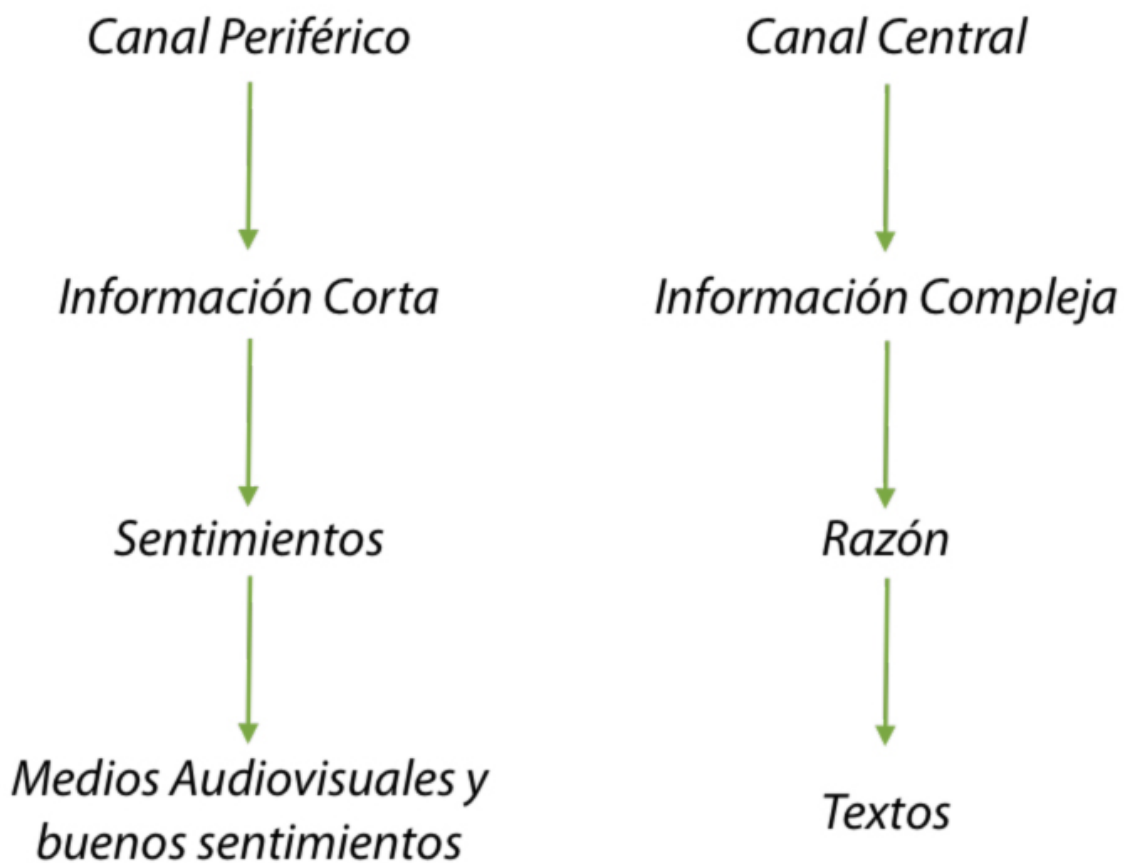 Canal Periférico
Canal Central
Información Corta
Información Compleja
Sentimientos
Razón
Medios Audiovisuales y
buenos sentimientos
Textos